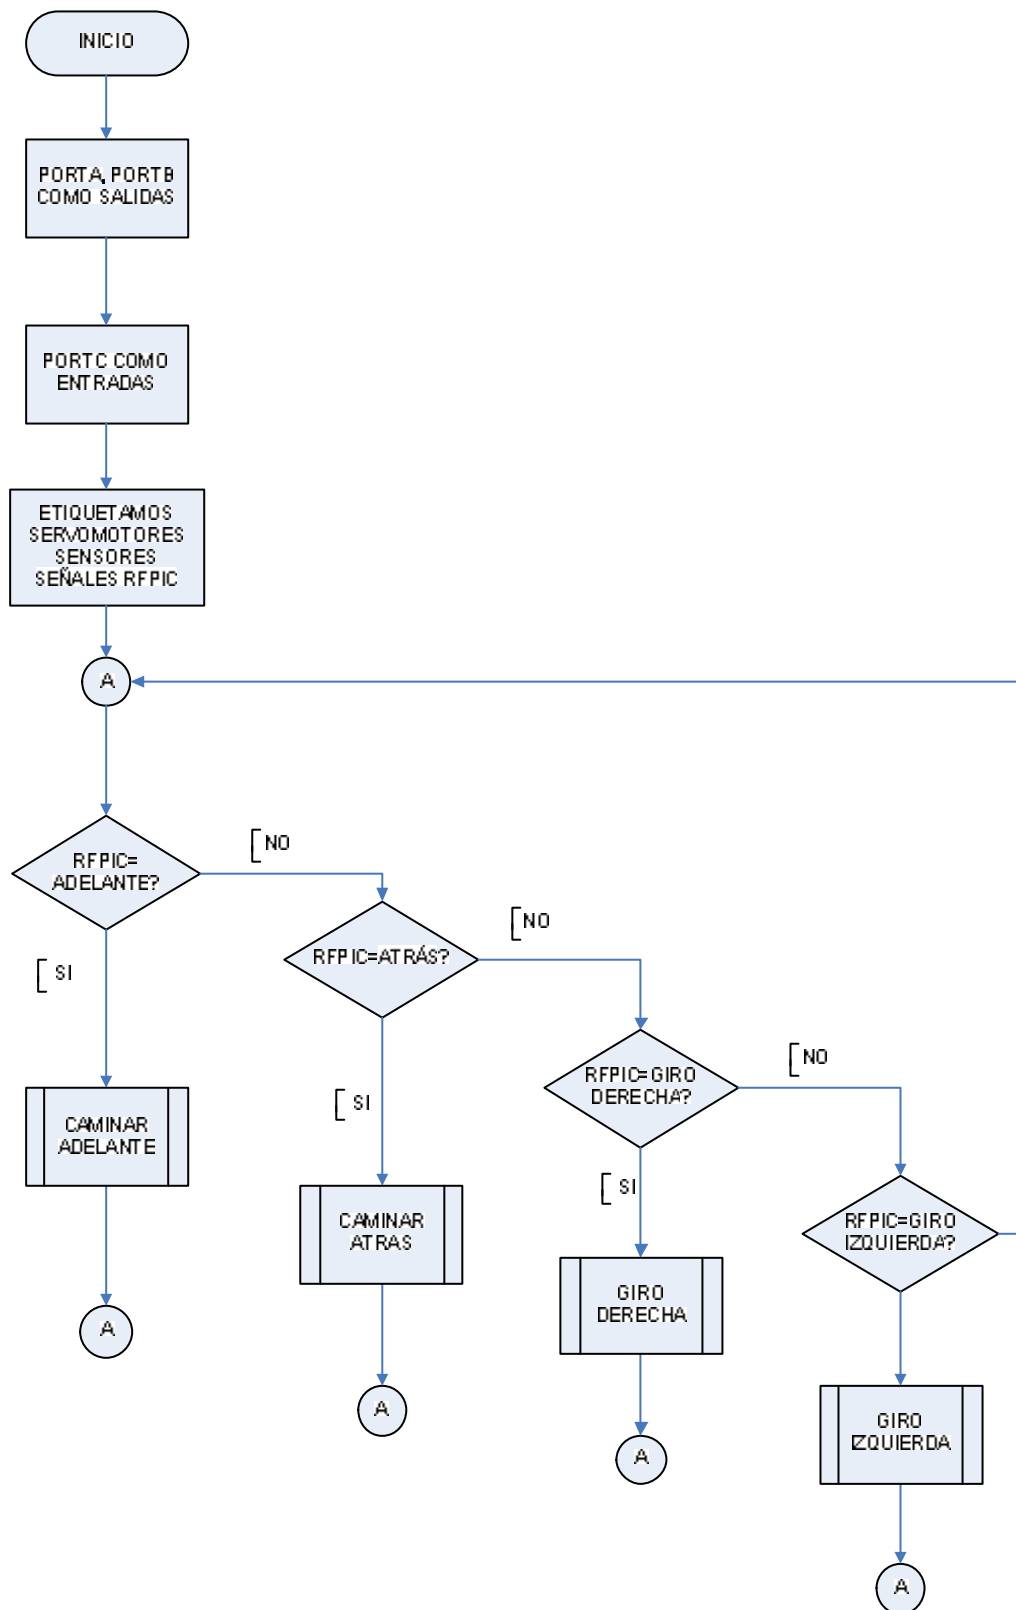 INICIO
PORTA, PORTB
COMO SALIDAS
PORTC COMO
ENTRADAS
ETIQUETAMOS
SERVOMOTORES
SENSORES
SEÑALES RFPIC
A
RFPIC=
ADELANTE?
NO
RFPIC=ATRÁS?
NO
SI
RFPIC=GIRO
DERECHA?
NO
SI
CAMINAR
ADELANTE
SI
CAMINAR
ATRAS
RFPIC=GIRO
IZQUIERDA?
GIRO
DERECHA
A
A
GIRO
IZQUIERDA
A
A